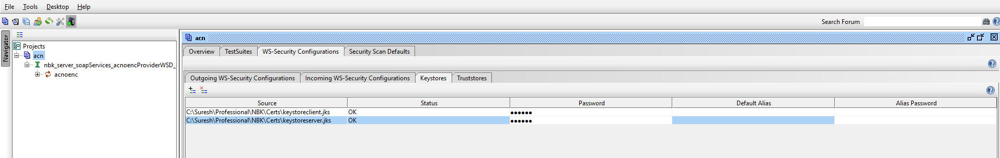 File Tools Desktop Help
Search Forum
Navigator
Projects
acn
nbk_server_soapServices_acnoencProviderWSD_
acnoenc
acn
Overview TestSuites WS-Security Configurations Security Scan Defaults
Outgoing WS-Security Configurations Incoming WS-Security Configurations Keystores Truststores
Source Status Password Default Alias Alias Password
C:\Suresh\Professional\NBK\Certs\keystoreclient.jks OK ●●●●●●
C:\Suresh\Professional\NBK\Certs\keystoreserver.jks OK ●●●●●●